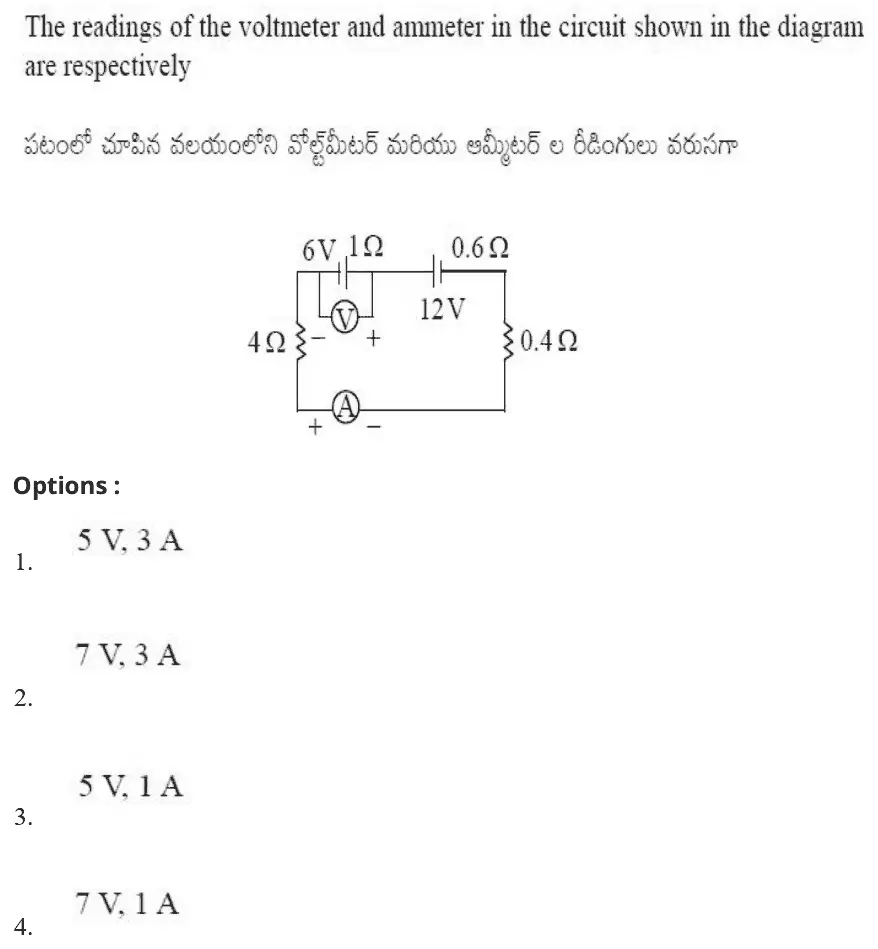 The readings of the voltmeter and ammeter in the circuit shown in the diagram
are respectively
పటంలో చూపిన వలయంలోని వోల్ట్‌మీటర్ మరియు ఆమ్మీటర్ ల రీడింగులు వరుసగా
6V 1Ω 0.6Ω
V 12V
4Ω − + 0.4Ω
A
+ −
Options :
1. 5 V, 3 A
2. 7 V, 3 A
3. 5 V, 1 A
4. 7 V, 1 A